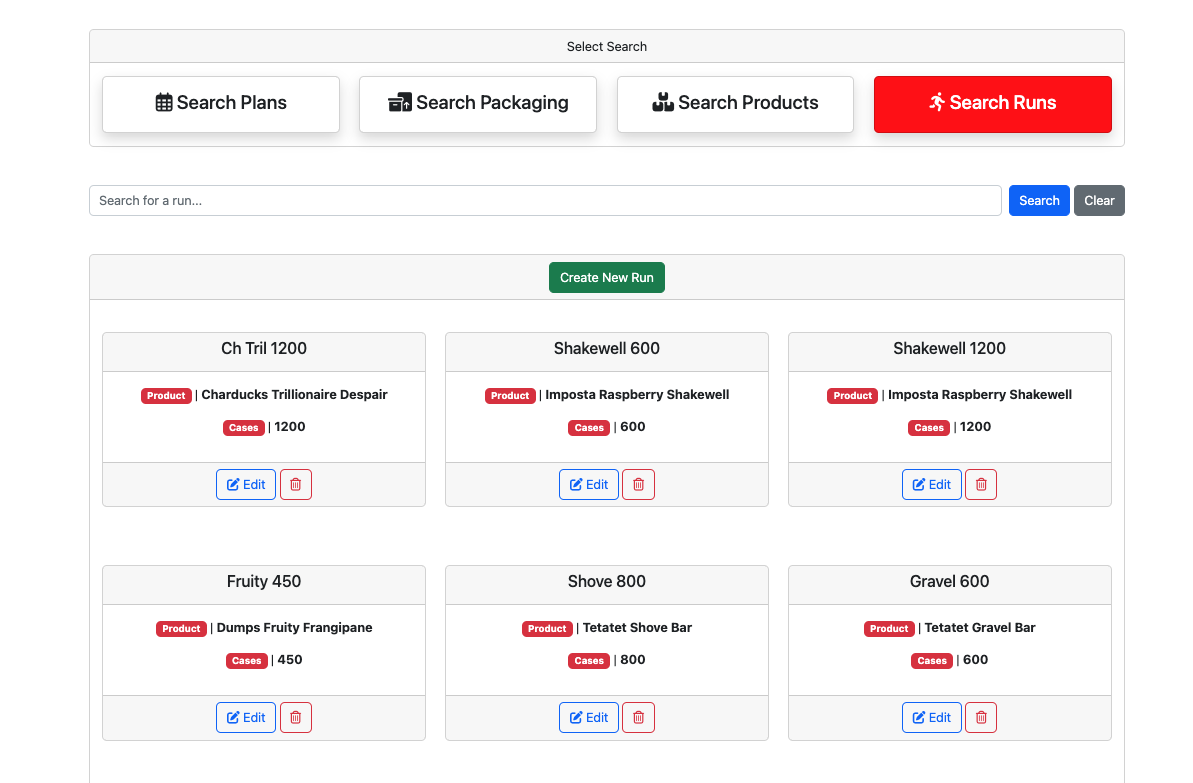 Select Search
Search Plans
Search Packaging
Search Products
Search Runs
Search for a run...
Search
Clear
Create New Run
Ch Tril 1200
Product | Charducks Trillionaire Despair
Cases | 1200
Edit
Shakewell 600
Product | Imposta Raspberry Shakewell
Cases | 600
Edit
Shakewell 1200
Product | Imposta Raspberry Shakewell
Cases | 1200
Edit
Fruity 450
Product | Dumps Fruity Frangipane
Cases | 450
Edit
Shove 800
Product | Tetatet Shove Bar
Cases | 800
Edit
Gravel 600
Product | Tetatet Gravel Bar
Cases | 600
Edit